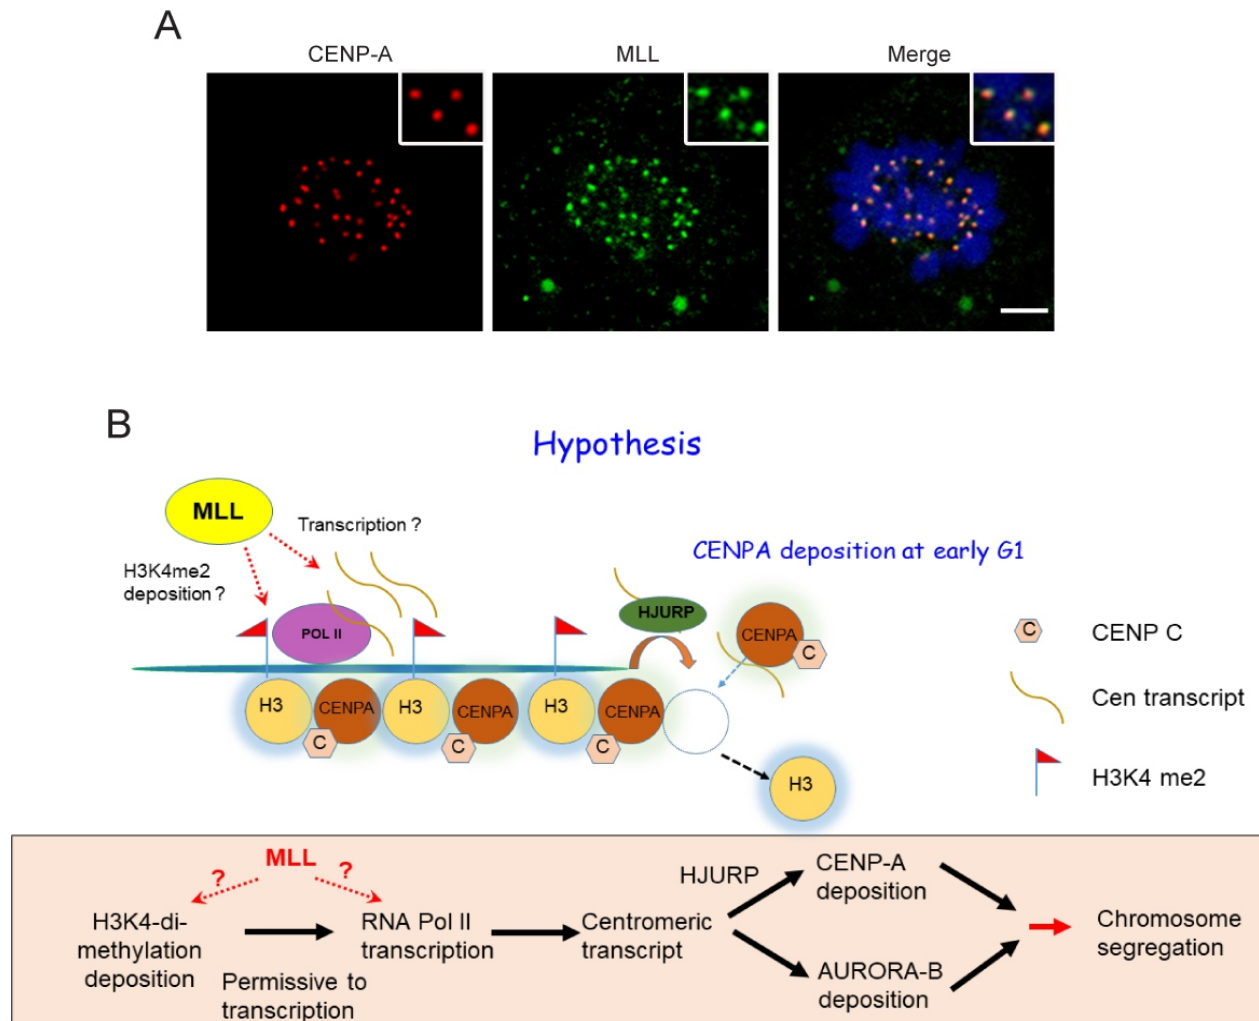 A
CENP-A
MLL
Merge
B
Hypothesis
MLL
Transcription ?
CENPA deposition at early G1
H3K4me2
deposition ?
POL II
HJURP
CENPA
C
C
CENP C
H3
CENPA
H3
CENPA
H3
CENPA
C
C
C
Cen transcript
H3
H3K4 me2
MLL
?
?
H3K4-di-
methylation
deposition
Permissive to
transcription
RNA Pol II
transcription
Centromeric
transcript
HJURP
CENP-A
deposition
AURORA-B
deposition
Chromosome
segregation